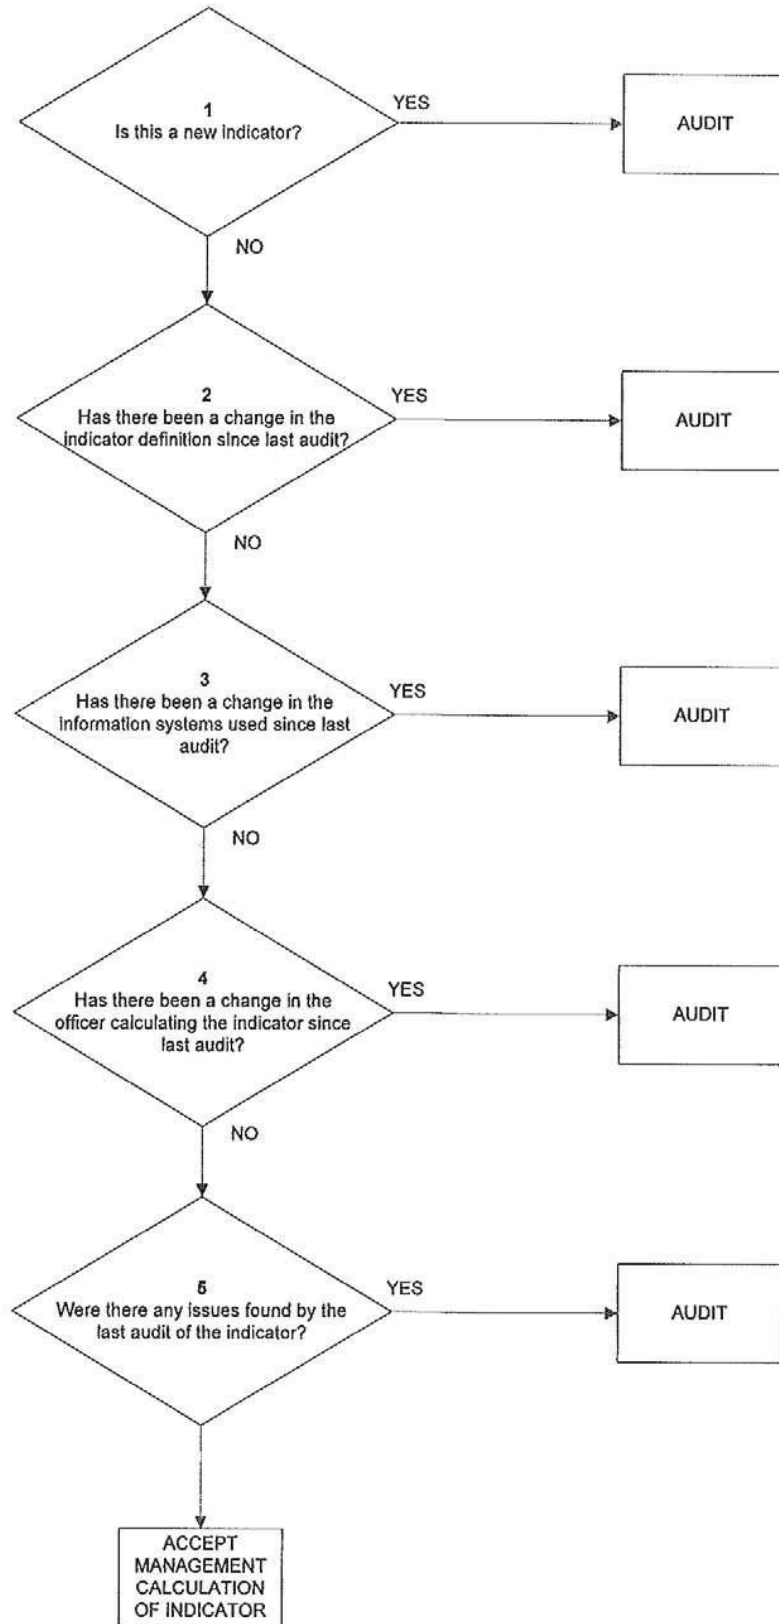 1
Is this a new indicator?
YES
AUDIT
NO
2
Has there been a change in the
indicator definition since last audit?
YES
AUDIT
NO
3
Has there been a change in the
information systems used since last
audit?
YES
AUDIT
NO
4
Has there been a change in the
officer calculating the indicator since
last audit?
YES
AUDIT
NO
5
Were there any issues found by the
last audit of the indicator?
YES
AUDIT
ACCEPT
MANAGEMENT
CALCULATION
OF INDICATOR